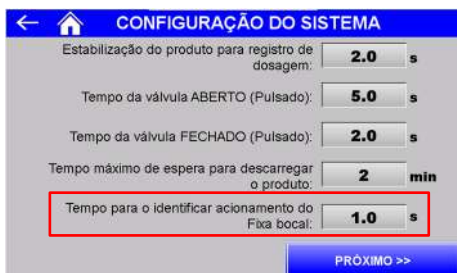 CONFIGURAÇÃO DO SISTEMA
Estabilização do produto para registro de
dosagem: 2.0 s
Tempo da válvula ABERTO (Pulsado): 5.0 s
Tempo da válvula FECHADO (Pulsado): 2.0 s
Tempo máximo de espera para descarregar
o produto: 2 min
Tempo para o identificar acionamento do
Fixa bocal: 1.0 s
PRÓXIMO >>